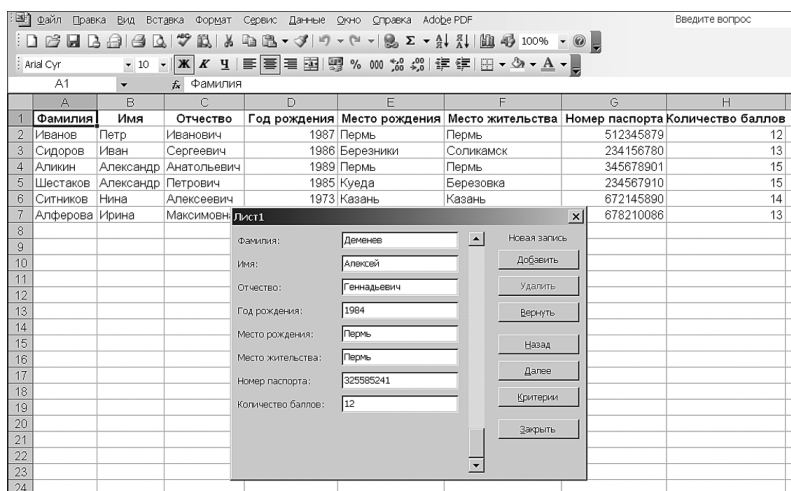 Файл Правка Вид Вставка Формат Сервис Данные Окно Справка Adobe PDF Введите вопрос
100%
Arial Cyr 10 Ж К Ч % 000
A1 fx Фамилия
A B C D E F G H
1 Фамилия Имя Отчество Год рождения Место рождения Место жительства Номер паспорта Количество баллов
2 Иванов Петр Иванович 1987 Пермь Пермь 512345879 12
3 Сидоров Иван Сергеевич 1986 Березники Соликамск 234156780 13
4 Аликин Александр Анатольевич 1989 Пермь Пермь 345678901 15
5 Шестаков Александр Петрович 1985 Куеда Березовка 234567910 15
6 Ситников Нина Алексеевич 1973 Казань Казань 672145890 14
7 Алферова Ирина Максимовн 678210086 13
8
9
10
11
12
13
14
15
16
17
18
19
20
21
22
23
24
Лист1
Фамилия: Деменев Новая запись
Имя: Алексей Добавить
Отчество: Геннадьевич Удалить
Год рождения: 1984 Вернуть
Место рождения: Пермь Назад
Место жительства: Пермь Далее
Номер паспорта: 325585241 Критерии
Количество баллов: 12 Закрыть